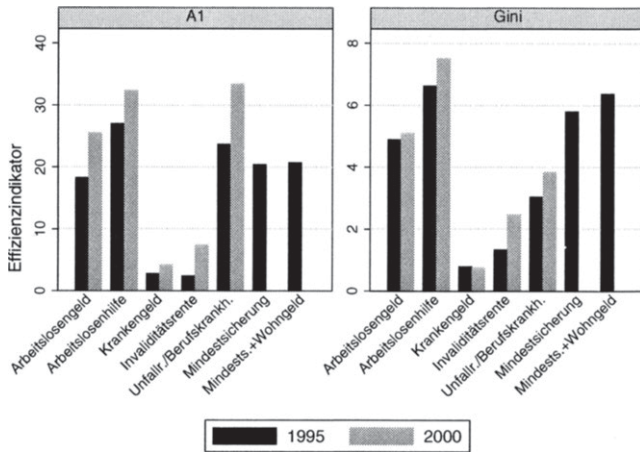 A1
Gini
Effizienzindikator
40
30
20
10
0
8
6
4
2
0
Arbeitslosengeld
Arbeitslosenhilfe
Krankengeld
Invaliditätsrente
Unfallr./Berufskrankh.
Mindestsicherung
Mindests.+Wohngeld
Arbeitslosengeld
Arbeitslosenhilfe
Krankengeld
Invaliditätsrente
Unfallr./Berufskrankh.
Mindestsicherung
Mindests.+Wohngeld
1995
2000